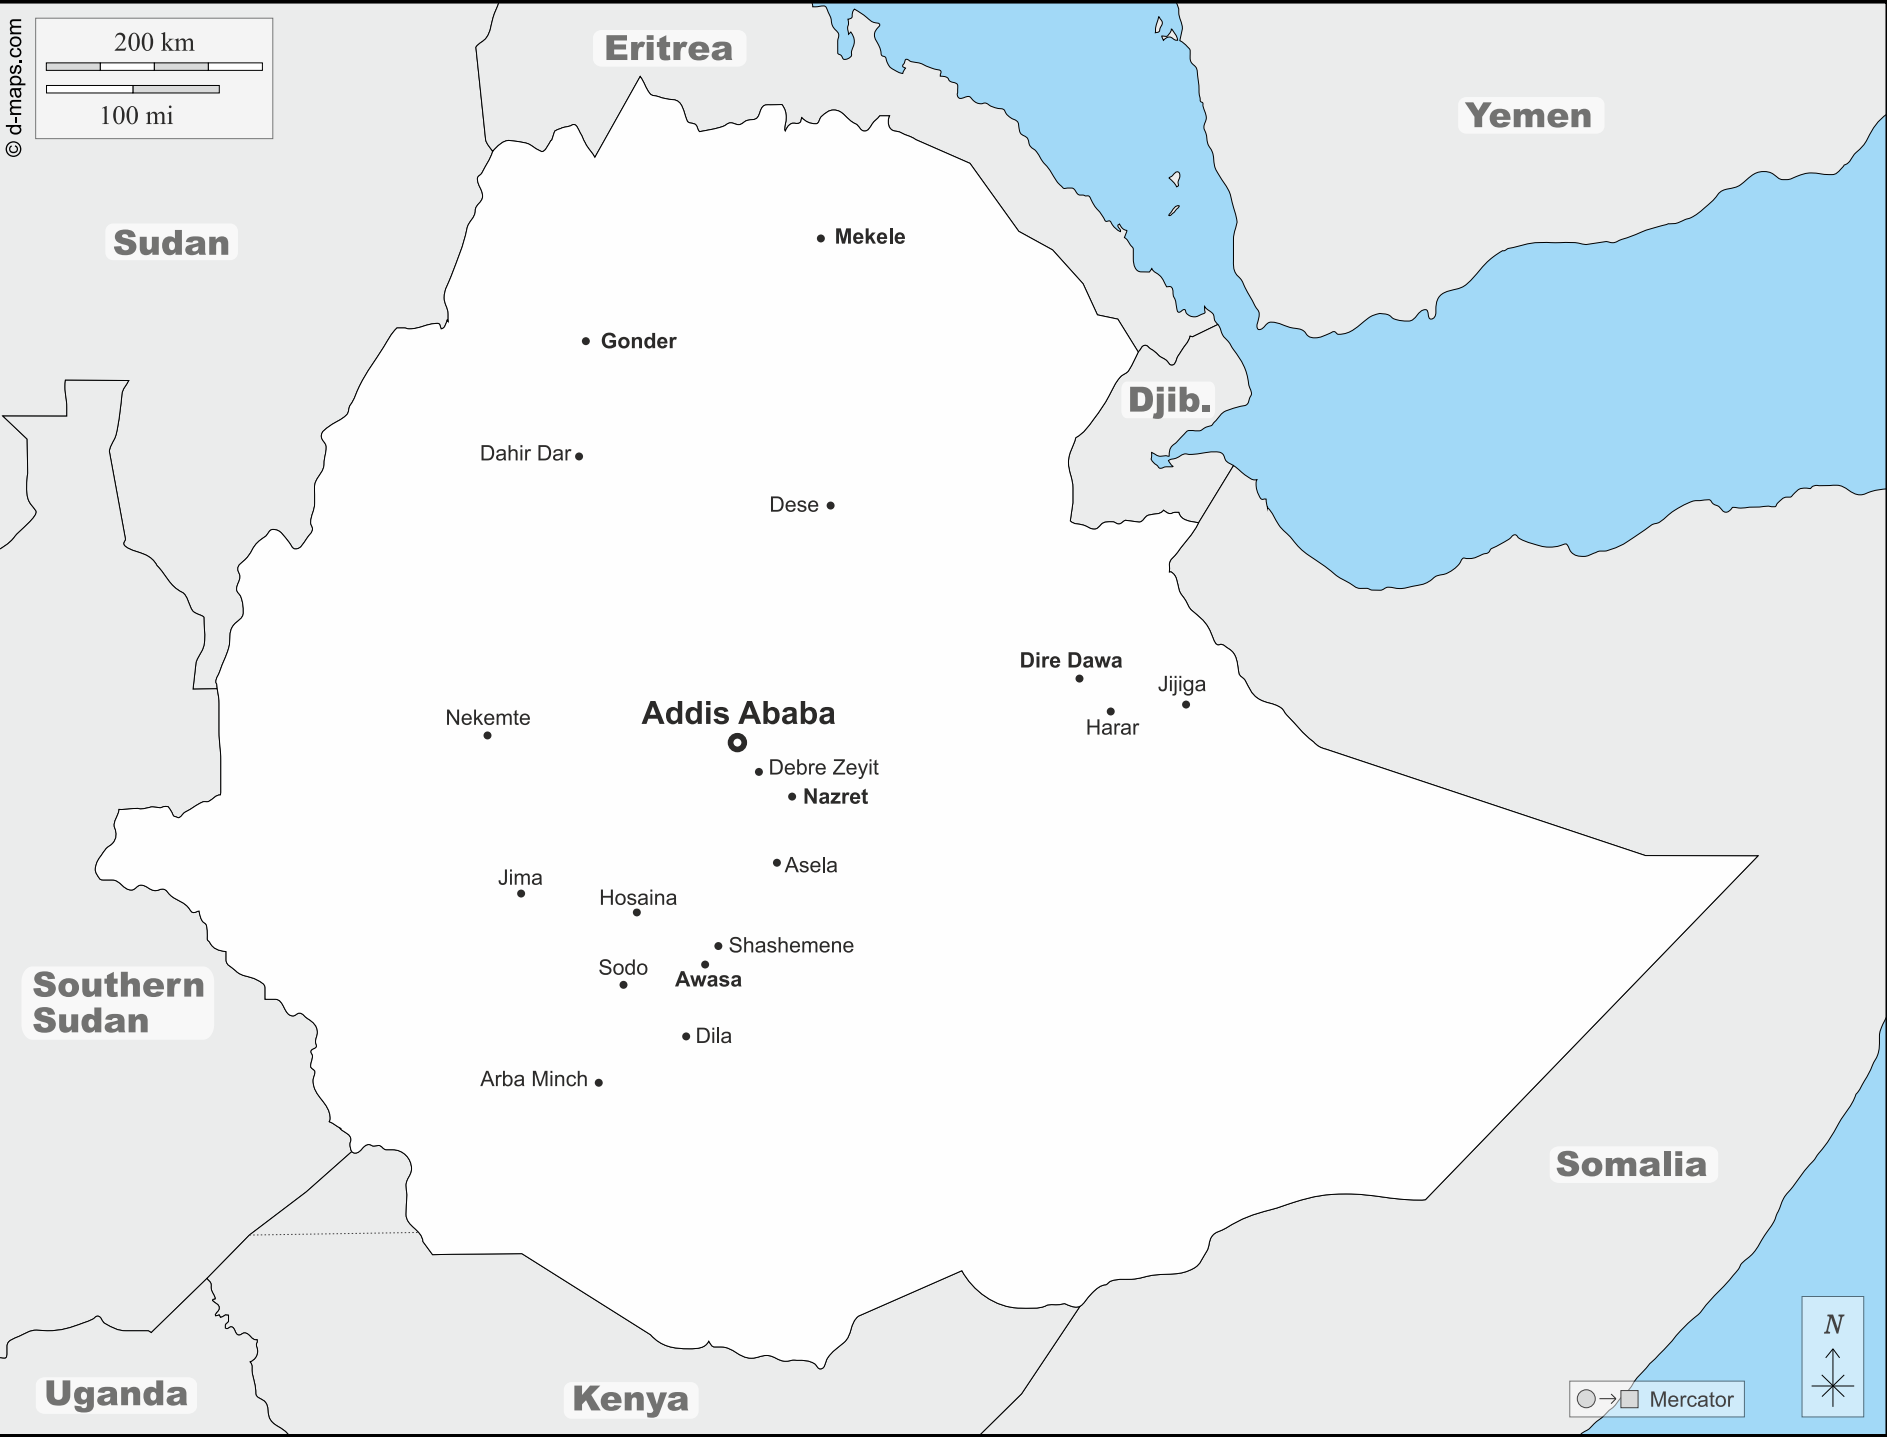 © d-maps.com
200 km
100 mi
Eritrea
Yemen
Sudan
Mekele
Gonder
Djib.
Dahir Dar
Dese
Dire Dawa
Jijiga
Harar
Nekemte
Addis Ababa
Debre Zeyit
Nazret
Asela
Jima
Hosaina
Shashemene
Sodo
Awasa
Southern
Sudan
Dila
Arba Minch
Somalia
Uganda
Kenya
N
Mercator